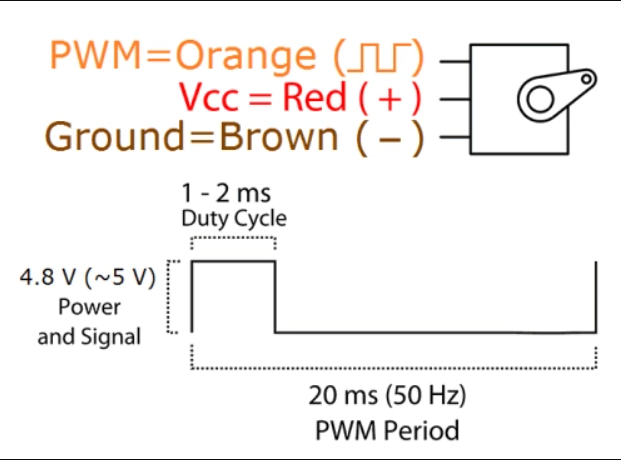 PWM=Orange (⎍⎍)
Vcc = Red ( + )
Ground=Brown ( – )
1 - 2 ms
Duty Cycle
4.8 V (~5 V)
Power
and Signal
20 ms (50 Hz)
PWM Period